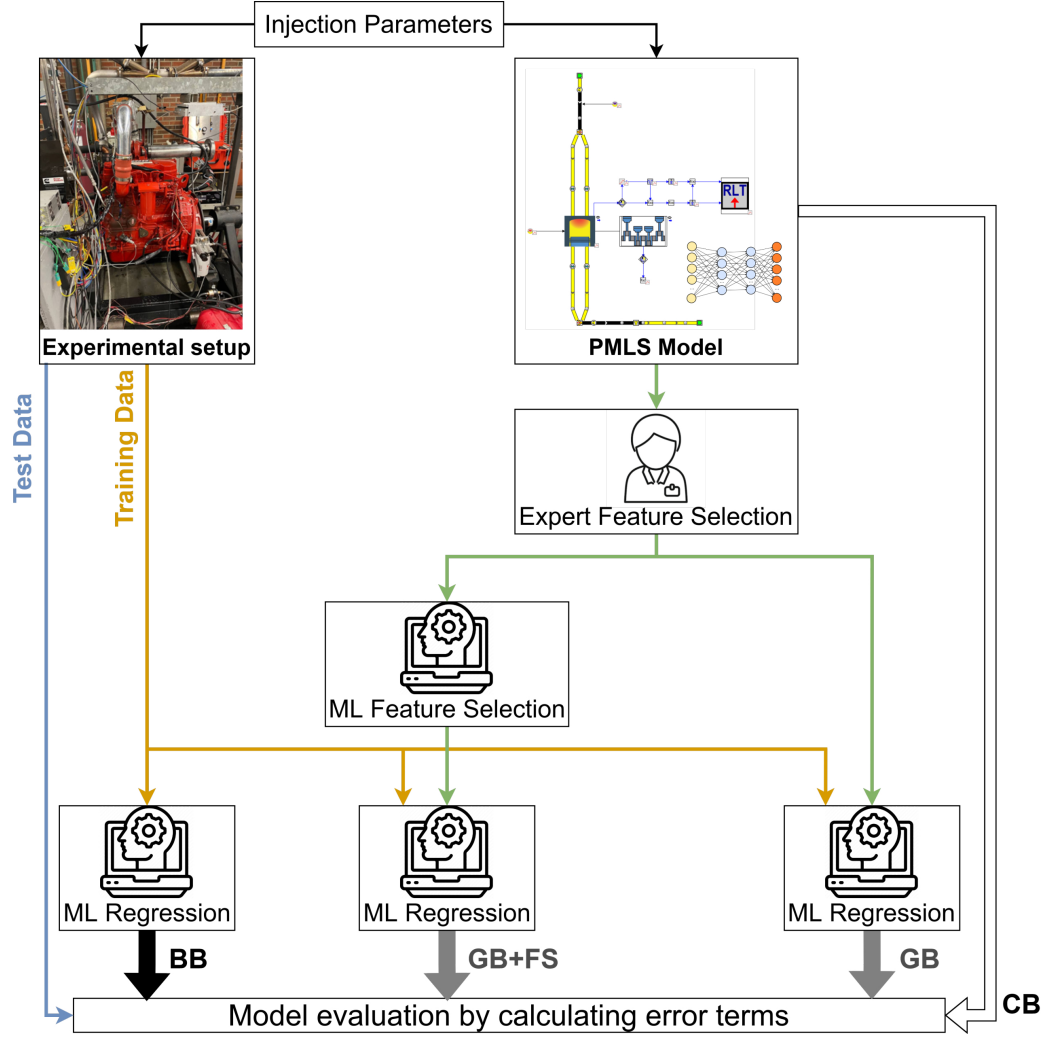 Injection Parameters
RLT
Experimental setup
PMLS Model
Test Data
Training Data
Expert Feature Selection
ML Feature Selection
ML Regression
ML Regression
ML Regression
BB
GB+FS
GB
CB
Model evaluation by calculating error terms